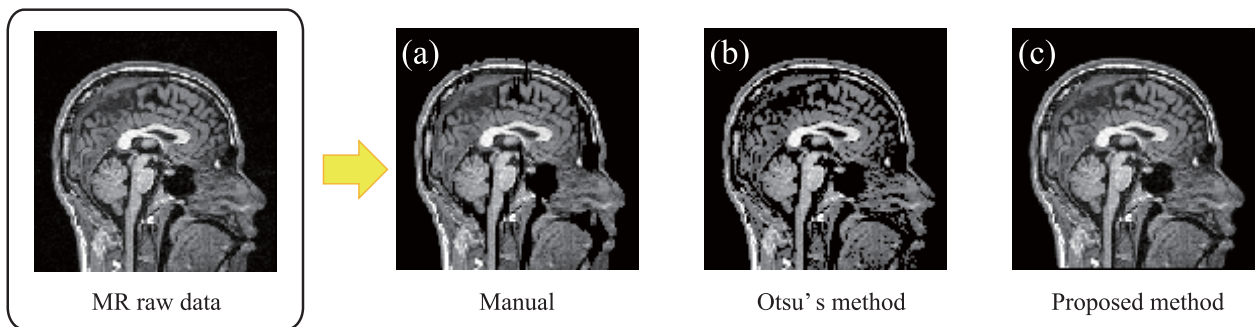 (a)
(b)
(c)
MR raw data
Manual
Otsu's method
Proposed method